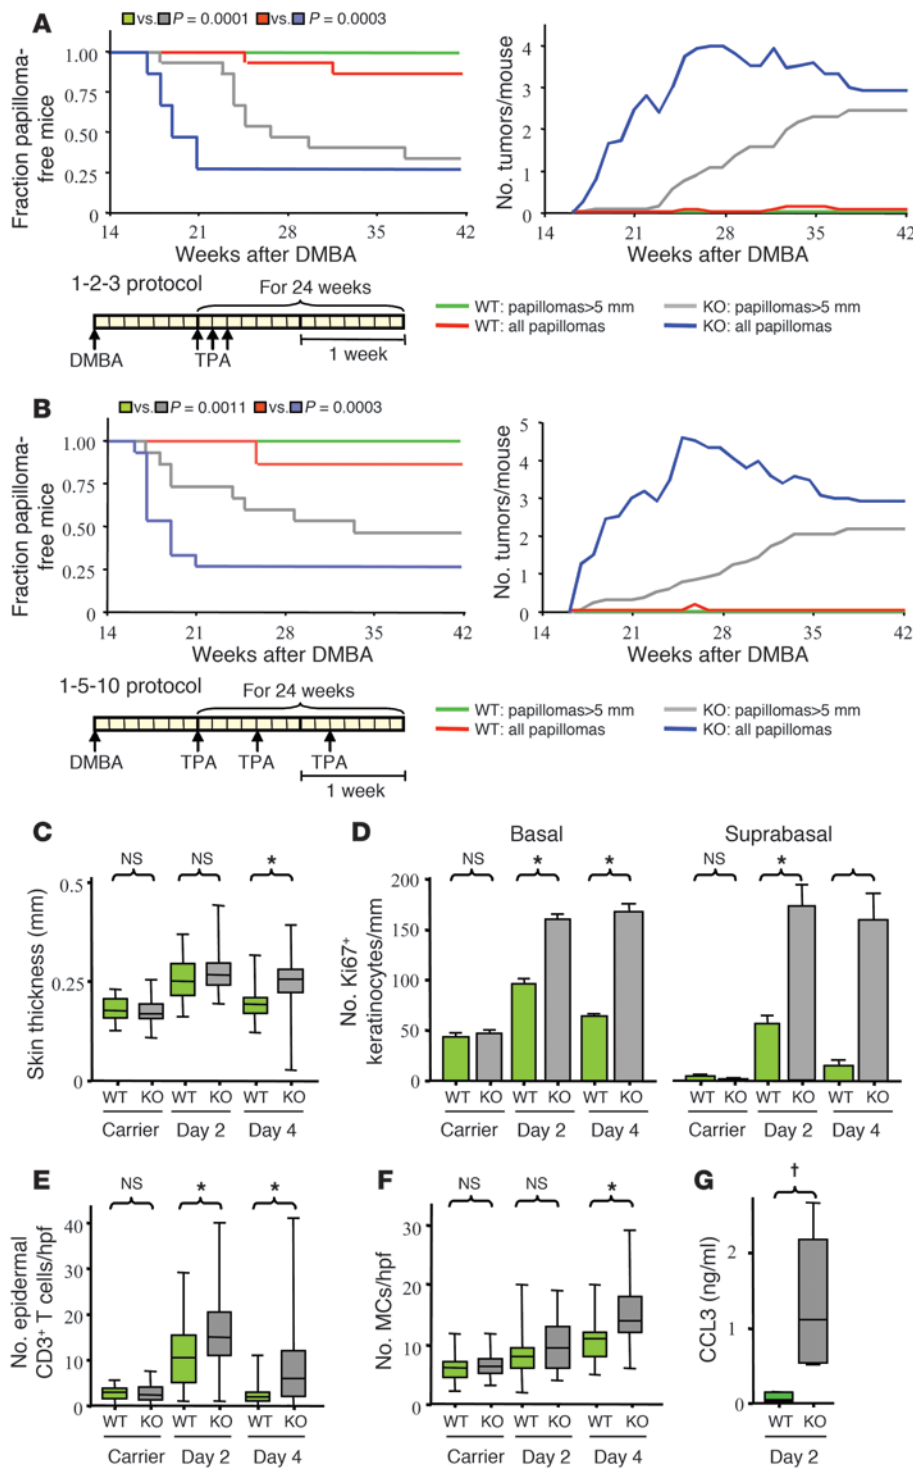 A
vs. P = 0.0001 vs. P = 0.0003
Fraction papilloma-
free mice
1.00
0.75
0.50
0.25
0
14 21 28 35 42
Weeks after DMBA
No. tumors/mouse
4
3
2
1
0
14 21 28 35 42
Weeks after DMBA
1-2-3 protocol
For 24 weeks
DMBA
TPA
1 week
WT: papillomas>5 mm
WT: all papillomas
KO: papillomas>5 mm
KO: all papillomas
B
vs. P = 0.0011 vs. P = 0.0003
Fraction papilloma-
free mice
1.00
0.75
0.50
0.25
0
14 21 28 35 42
Weeks after DMBA
No. tumors/mouse
5
4
3
2
1
0
14 21 28 35 42
Weeks after DMBA
1-5-10 protocol
For 24 weeks
DMBA TPA TPA TPA
1 week
WT: papillomas>5 mm
WT: all papillomas
KO: papillomas>5 mm
KO: all papillomas
C
NS NS *
Skin thickness (mm)
0.5
0.25
0
WT KO WT KO WT KO
Carrier Day 2 Day 4
D
Basal
Suprabasal
NS * *
NS *
No. Ki67+
keratinocytes/mm
200
150
100
50
0
WT KO WT KO WT KO
Carrier Day 2 Day 4
WT KO WT KO WT KO
Carrier Day 2 Day 4
E
NS * *
No. epidermal
CD3+ T cells/hpf
40
30
20
10
0
WT KO WT KO WT KO
Carrier Day 2 Day 4
F
NS NS *
No. MCs/hpf
30
20
10
0
WT KO WT KO WT KO
Carrier Day 2 Day 4
G
†
CCL3 (ng/ml)
2
1
0
WT KO
Day 2